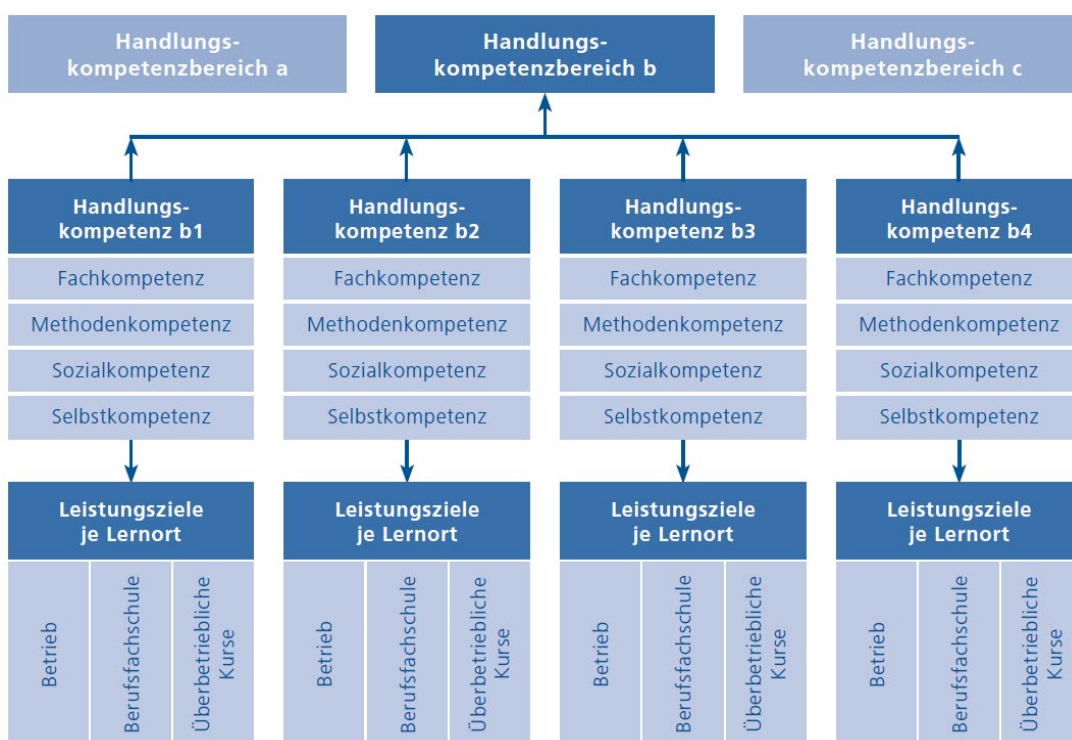 Handlungs-
kompetenzbereich a
Handlungs-
kompetenzbereich b
Handlungs-
kompetenzbereich c
Handlungs-
kompetenz b1
Handlungs-
kompetenz b2
Handlungs-
kompetenz b3
Handlungs-
kompetenz b4
Fachkompetenz
Fachkompetenz
Fachkompetenz
Fachkompetenz
Methodenkompetenz
Methodenkompetenz
Methodenkompetenz
Methodenkompetenz
Sozialkompetenz
Sozialkompetenz
Sozialkompetenz
Sozialkompetenz
Selbstkompetenz
Selbstkompetenz
Selbstkompetenz
Selbstkompetenz
Leistungsziele
je Lernort
Leistungsziele
je Lernort
Leistungsziele
je Lernort
Leistungsziele
je Lernort
Betrieb
Berufsfachschule
Überbetriebliche
Kurse
Betrieb
Berufsfachschule
Überbetriebliche
Kurse
Betrieb
Berufsfachschule
Überbetriebliche
Kurse
Betrieb
Berufsfachschule
Überbetriebliche
Kurse